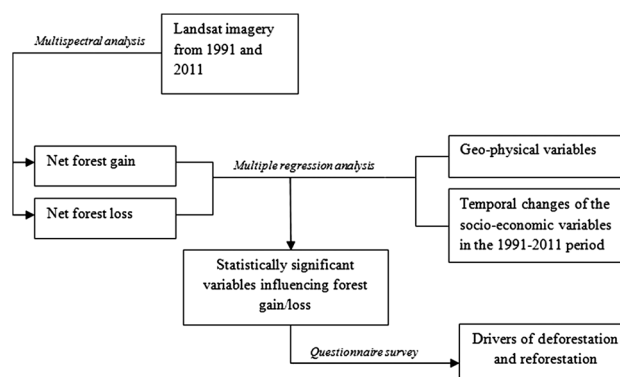 Landsat imagery
from 1991 and
2011
Multispectral analysis
Net forest gain
Net forest loss
Multiple regression analysis
Geo-physical variables
Temporal changes of the
socio-economic variables
in the 1991-2011 period
Statistically significant
variables influencing forest
gain/loss
Questionnaire survey
Drivers of deforestation
and reforestation